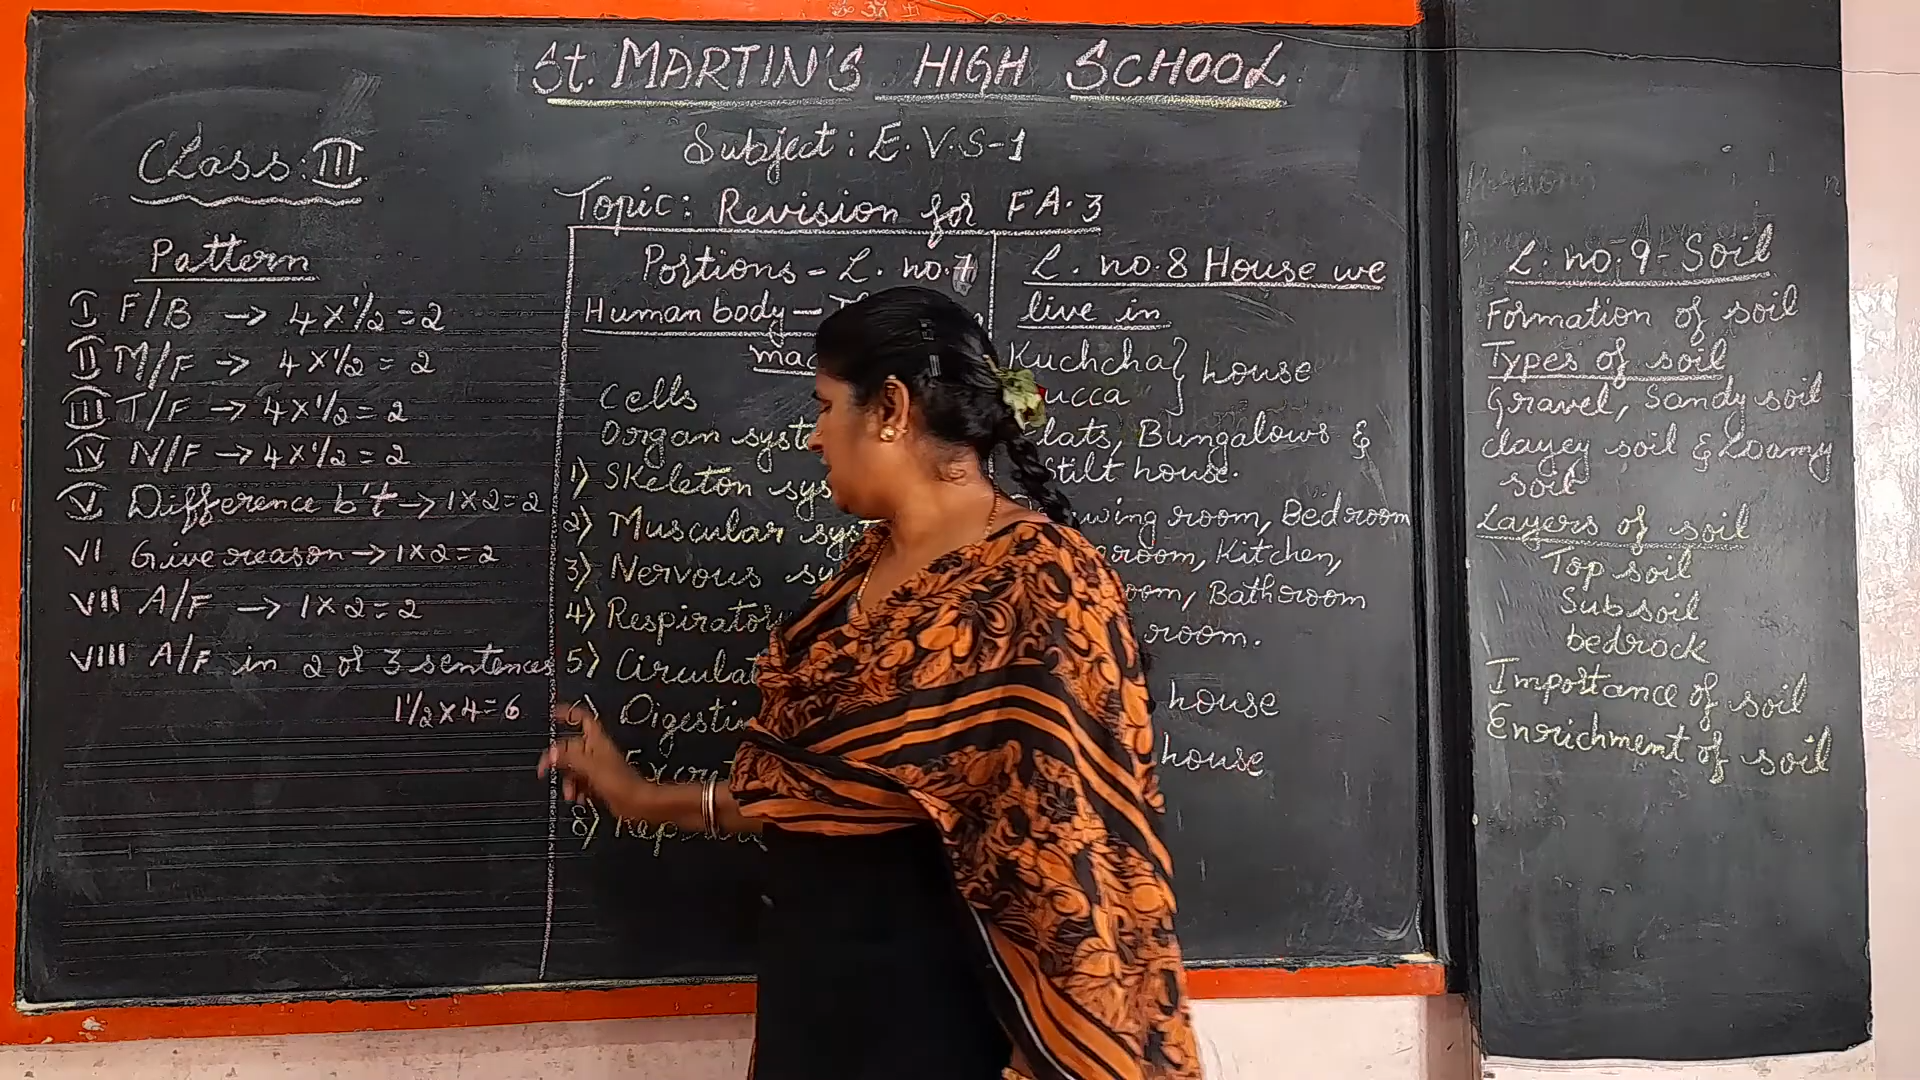 St. MARTIN'S HIGH SCHOOL
Class: III
Subject: E.V.S-1
Topic: Revision for FA.3
Pattern
I F/B → 4 x ½ = 2
II M/F → 4 x ½ = 2
III T/F → 4 x ½ = 2
IV N/F → 4 x ½ = 2
V Difference b't → 1 x 2 = 2
VI Give reason → 1 x 2 = 2
VII A/F → 1 x 2 = 2
VIII A/F in 2 or 3 sentences
1½ x 4 = 6
Portions - L. no. 7
Human body -
Cells
Organ
1) Skeleton
2) Muscular
3) Nervous
4)
5)
6)
8)
L. no. 8 House we
live in
Kuchcha } house
Bungalows &
Stilt house.
room, Bedroom
Kitchen,
Bathroom
room.
house
house
L. no. 9 - Soil
Formation of soil
Types of soil
Gravel, Sandy soil
clayey soil & Loamy
soil
Layers of soil
Top soil
Sub soil
bedrock
Importance of soil
Enrichment of soil